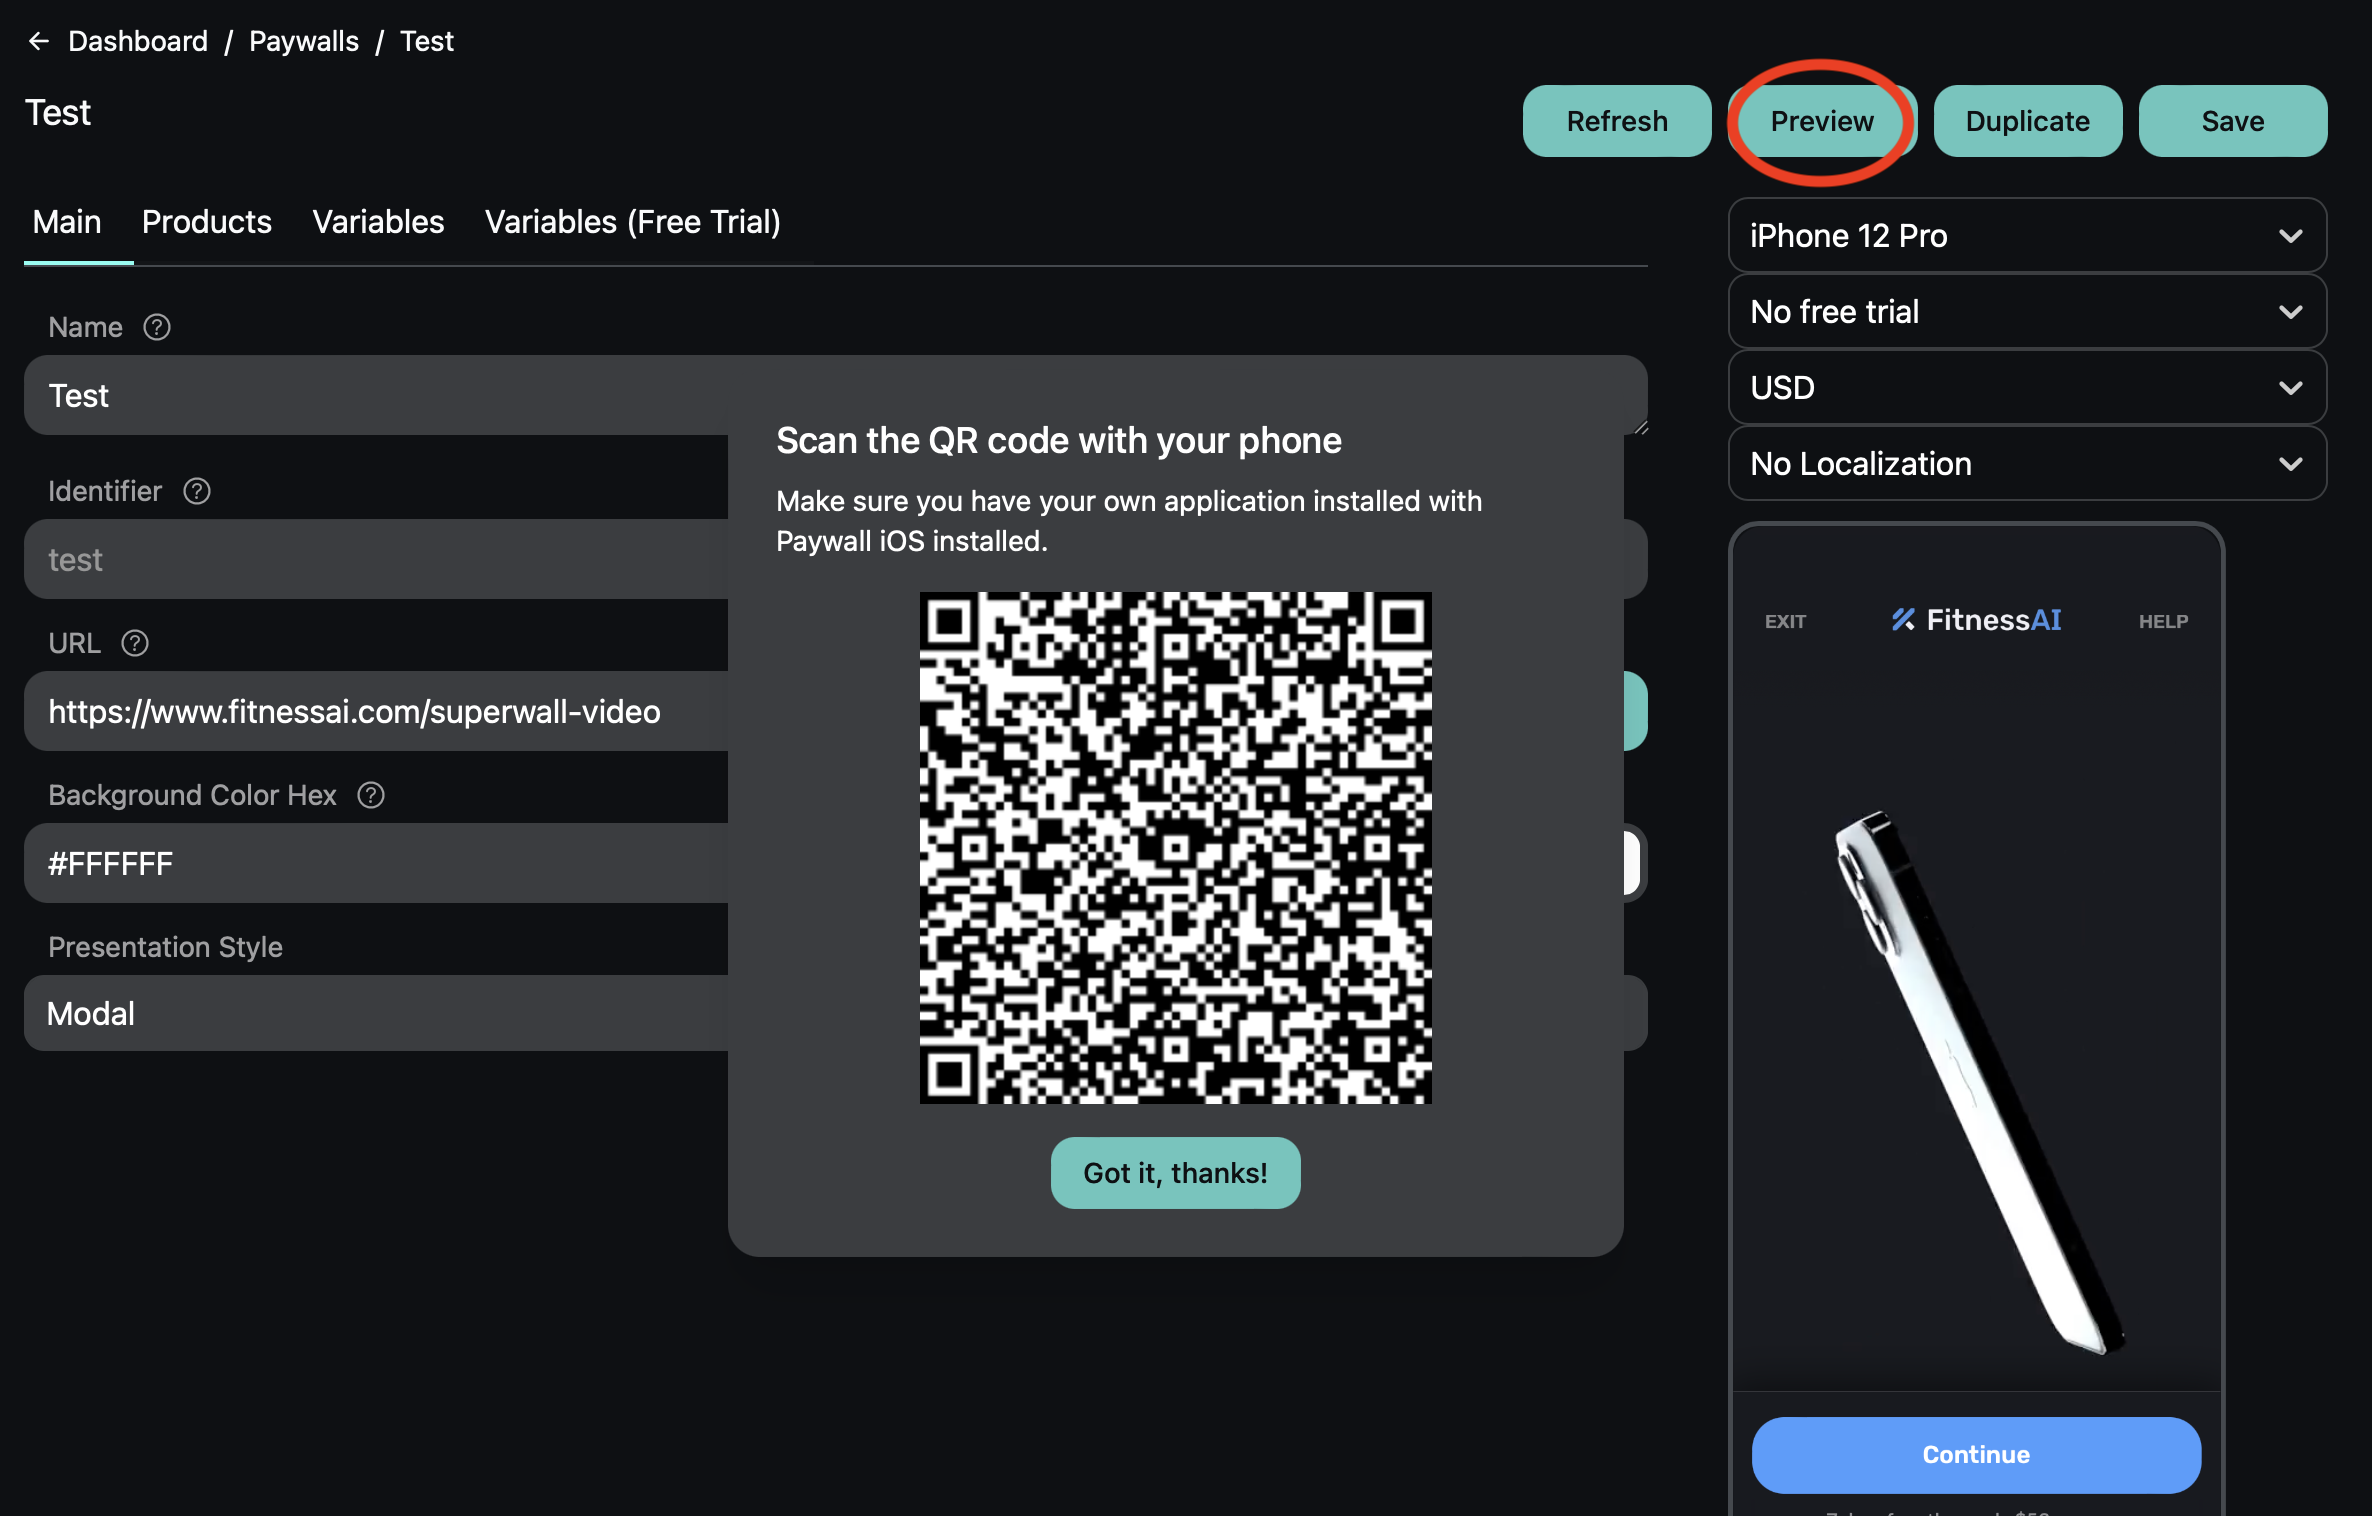 Dashboard / Paywalls / Test
Test
Refresh
Preview
Duplicate
Save
Main
Products
Variables
Variables (Free Trial)
Name
Test
Identifier
test
URL
https://www.fitnessai.com/superwall-video
Background Color Hex
#FFFFFF
Presentation Style
Modal
Scan the QR code with your phone
Make sure you have your own application installed with
Paywall iOS installed.
Got it, thanks!
iPhone 12 Pro
No free trial
USD
No Localization
EXIT
FitnessAI
HELP
Continue